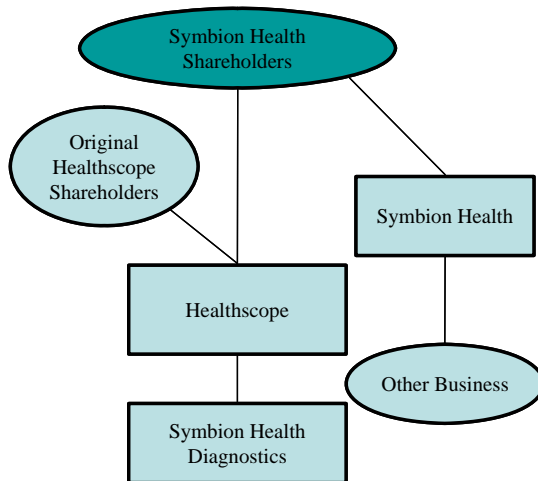 Symbion Health
Shareholders
Original
Healthscope
Shareholders
Symbion Health
Healthscope
Other Business
Symbion Health
Diagnostics